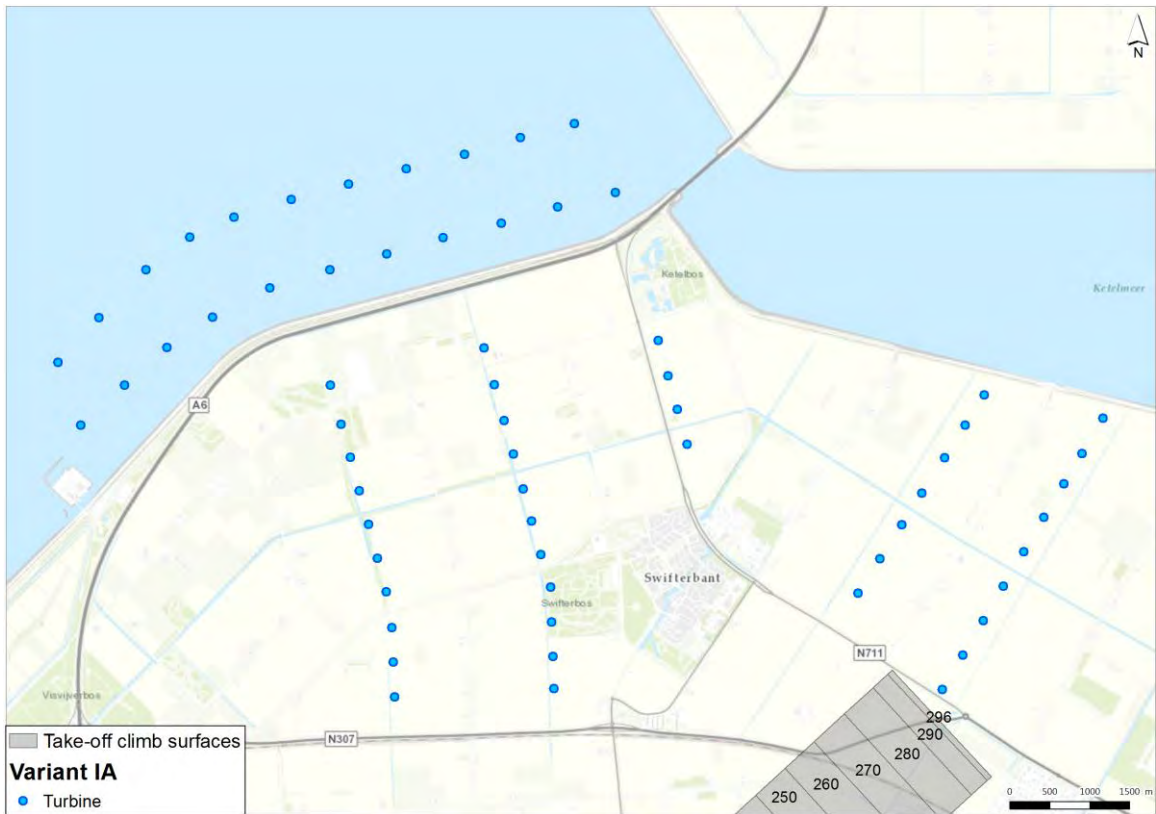 N
Ketelbos
Ketelmeer
A6
Swifterbant
Swifterbos
N711
Visvijverbos
296
290
280
270
260
250
N307
Take-off climb surfaces
Variant IA
Turbine
0 500 1000 1500 m